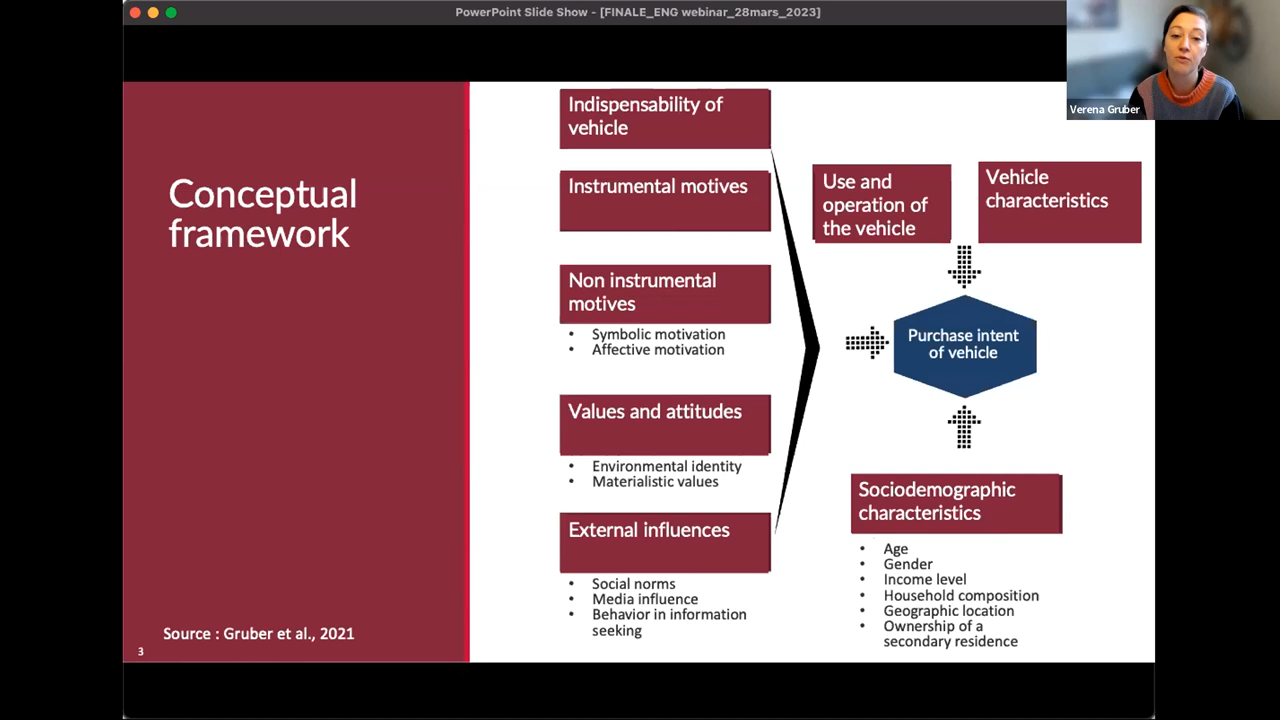 PowerPoint Slide Show - [FINALE_ENG webinar_28mars_2023]
Verena Gruber
Conceptual
framework
Source : Gruber et al., 2021
3
Indispensability of
vehicle
Instrumental motives
Non instrumental
motives
• Symbolic motivation
• Affective motivation
Values and attitudes
• Environmental identity
• Materialistic values
External influences
• Social norms
• Media influence
• Behavior in information
seeking
Use and
operation of
the vehicle
Vehicle
characteristics
Purchase intent
of vehicle
Sociodemographic
characteristics
• Age
• Gender
• Income level
• Household composition
• Geographic location
• Ownership of a
secondary residence